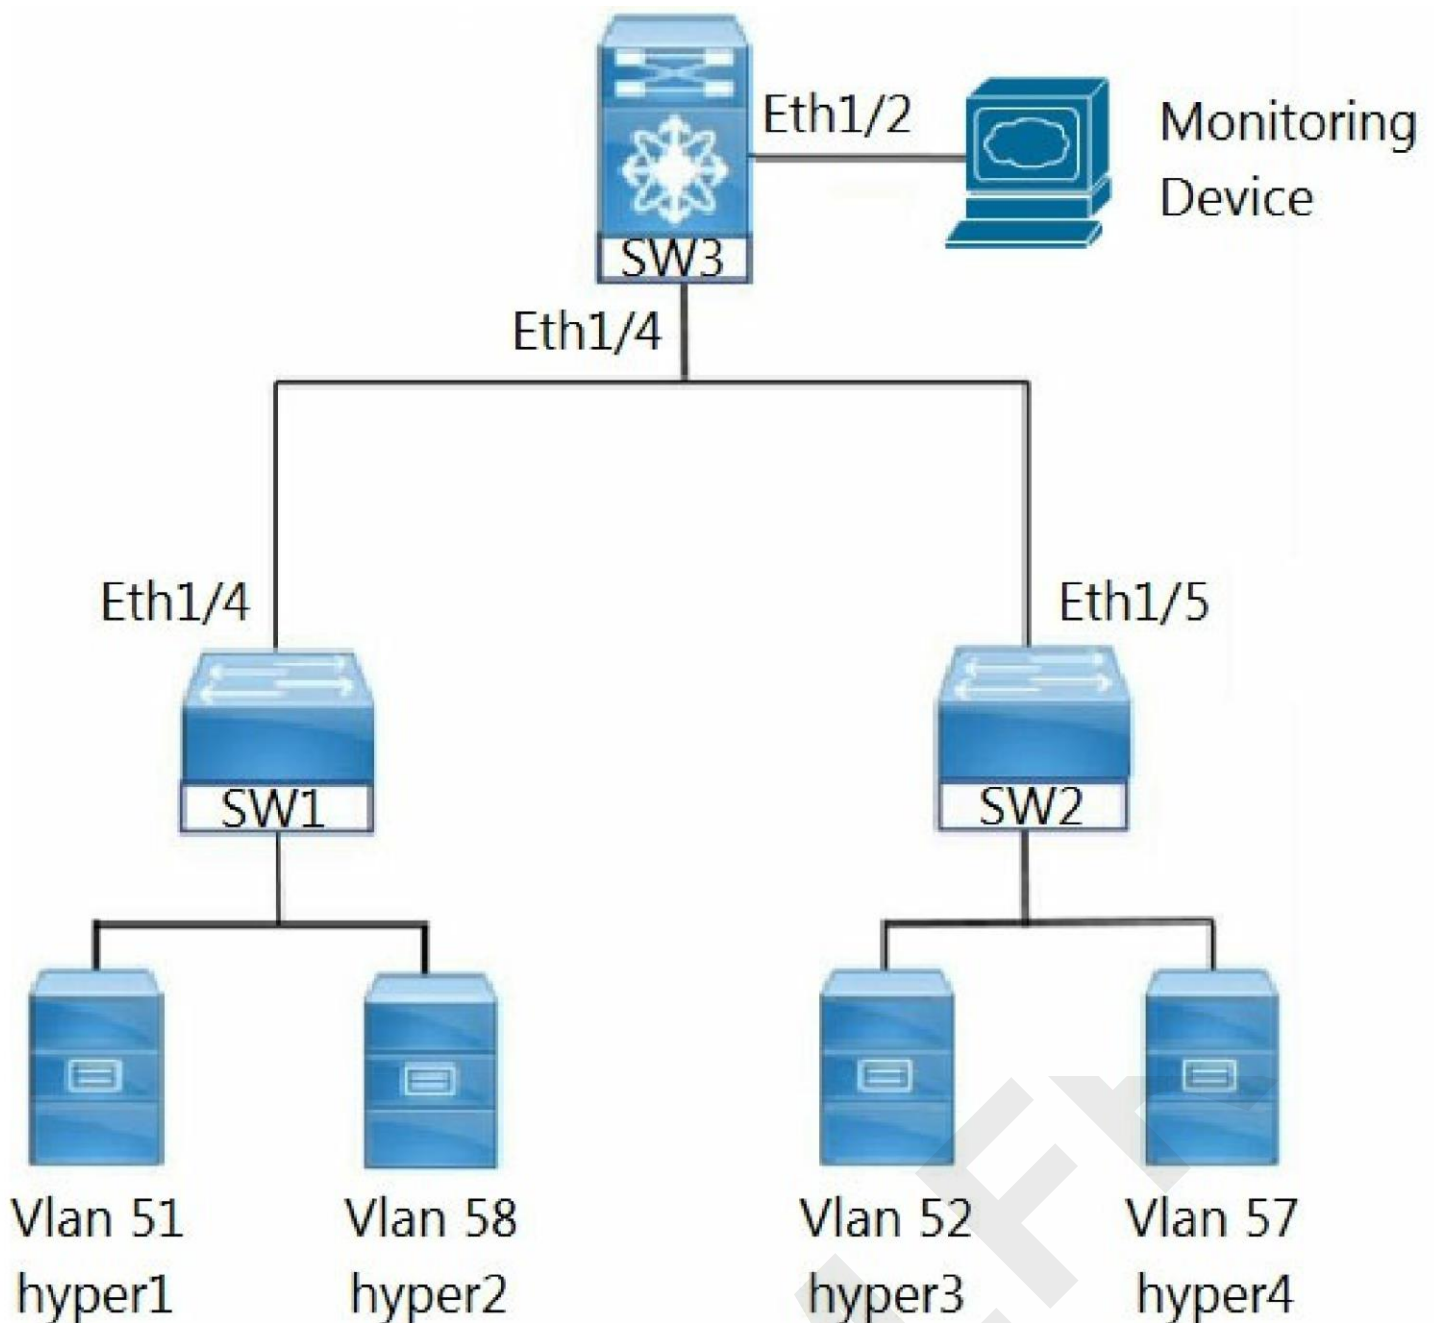 Eth1/2
Monitoring
Device
SW3
Eth1/4
Eth1/4
Eth1/5
SW1
SW2
Vlan 51
hyper1
Vlan 58
hyper2
Vlan 52
hyper3
Vlan 57
hyper4